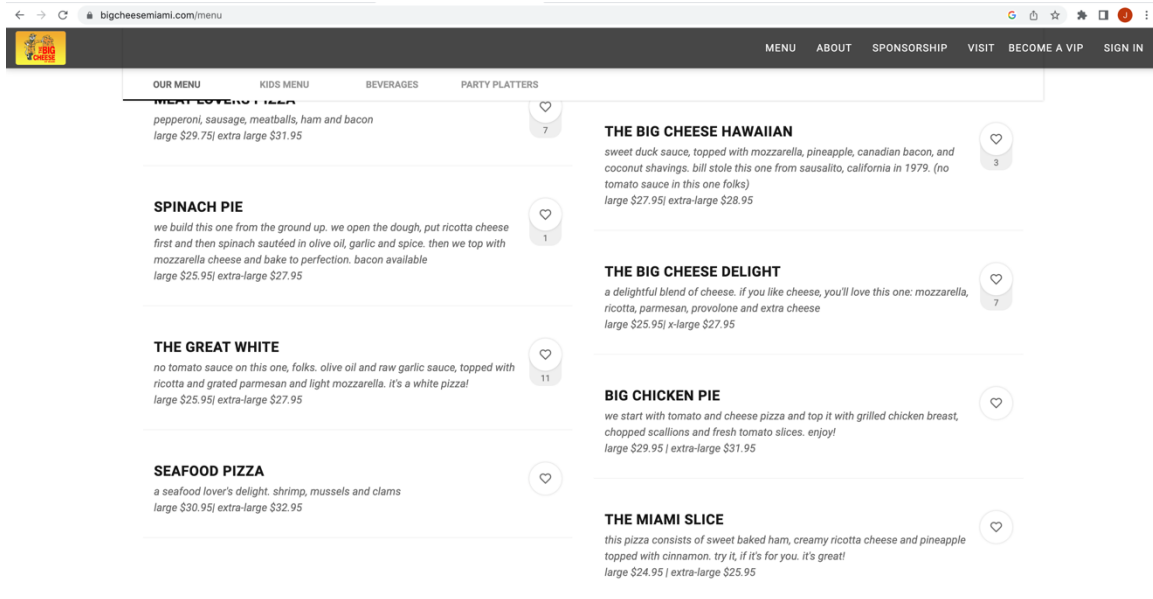 bigcheesemiami.com/menu
THE BIG CHEESE
MENU ABOUT SPONSORSHIP VISIT BECOME A VIP SIGN IN
OUR MENU KIDS MENU BEVERAGES PARTY PLATTERS
MEAT LOVERS PIZZA
pepperoni, sausage, meatballs, ham and bacon
large $29.75| extra large $31.95
7
SPINACH PIE
we build this one from the ground up. we open the dough, put ricotta cheese
first and then spinach sautéed in olive oil, garlic and spice. then we top with
mozzarella cheese and bake to perfection. bacon available
large $25.95| extra-large $27.95
1
THE GREAT WHITE
no tomato sauce on this one, folks. olive oil and raw garlic sauce, topped with
ricotta and grated parmesan and light mozzarella. it's a white pizza!
large $25.95| extra-large $27.95
11
SEAFOOD PIZZA
a seafood lover's delight. shrimp, mussels and clams
large $30.95| extra-large $32.95
THE BIG CHEESE HAWAIIAN
sweet duck sauce, topped with mozzarella, pineapple, canadian bacon, and
coconut shavings. bill stole this one from sausalito, california in 1979. (no
tomato sauce in this one folks)
large $27.95| extra-large $28.95
3
THE BIG CHEESE DELIGHT
a delightful blend of cheese. if you like cheese, you'll love this one: mozzarella,
ricotta, parmesan, provolone and extra cheese
large $25.95| x-large $27.95
7
BIG CHICKEN PIE
we start with tomato and cheese pizza and top it with grilled chicken breast,
chopped scallions and fresh tomato slices. enjoy!
large $29.95 | extra-large $31.95
THE MIAMI SLICE
this pizza consists of sweet baked ham, creamy ricotta cheese and pineapple
topped with cinnamon. try it, if it's for you. it's great!
large $24.95 | extra-large $25.95